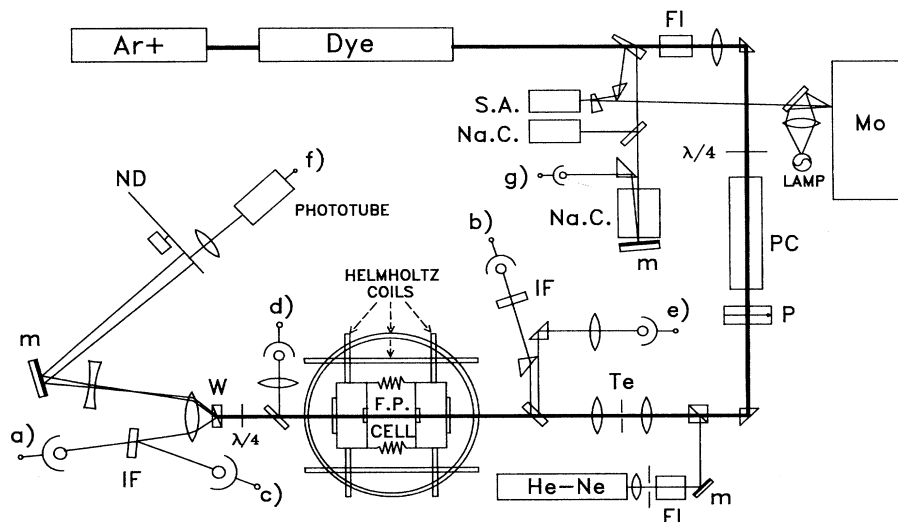 Ar+
Dye
FI
S.A.
Na.C.
Mo
LAMP
λ/4
g)
Na.C.
m
PC
P
ND
f)
PHOTOTUBE
b)
IF
HELMHOLTZ
COILS
d)
e)
m
W
λ/4
F.P.
CELL
Te
a)
IF
c)
He–Ne
FI
m